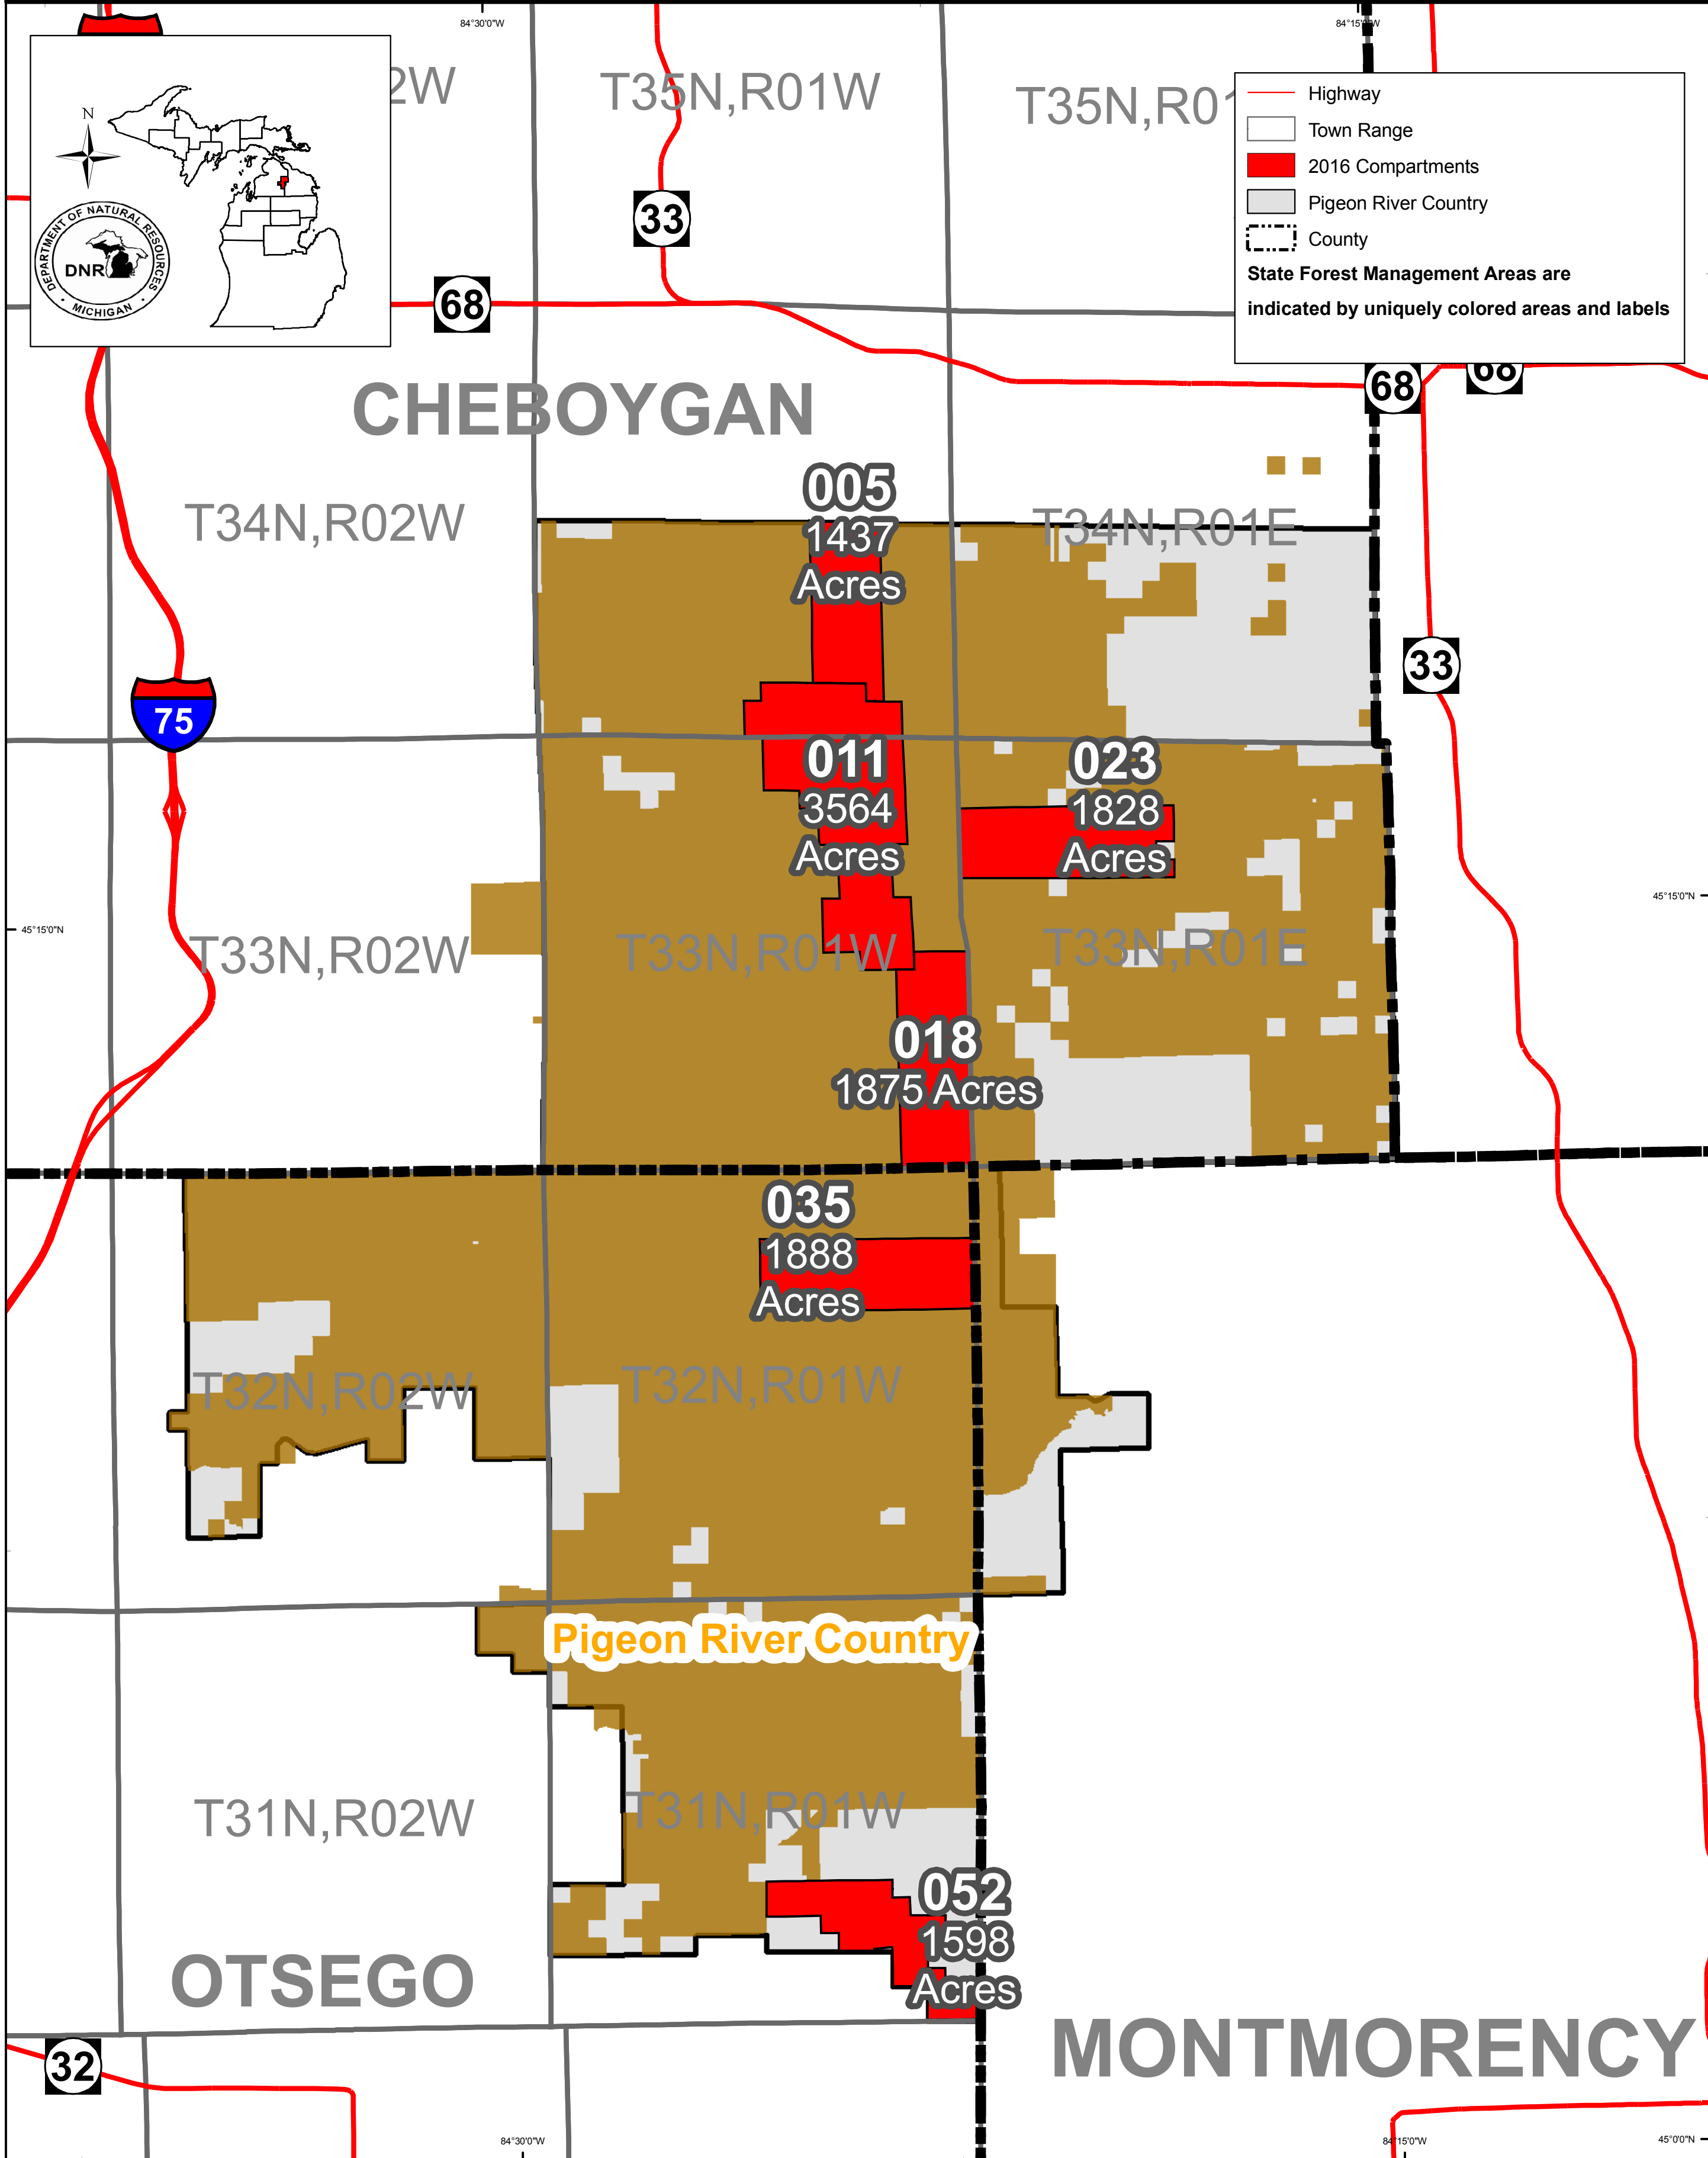 84°30'0"W
84°15'0"W
2W
T35N,R01W
T35N,R01
N
DEPARTMENT OF NATURAL RESOURCES
DNR
MICHIGAN
Highway
Town Range
2016 Compartments
Pigeon River Country
County
State Forest Management Areas are
indicated by uniquely colored areas and labels
33
68
68
68
CHEBOYGAN
005
1437
Acres
T34N,R02W
T34N,R01E
33
75
011
3564
Acres
023
1828
Acres
45°15'0"N
45°15'0"N
T33N,R02W
T33N,R01W
T33N,R01E
018
1875 Acres
035
1888
Acres
T32N,R02W
T32N,R01W
Pigeon River Country
T31N,R02W
T31N,R01W
052
1598
Acres
OTSEGO
MONTMORENCY
32
84°30'0"W
84°15'0"W
45°0'0"N